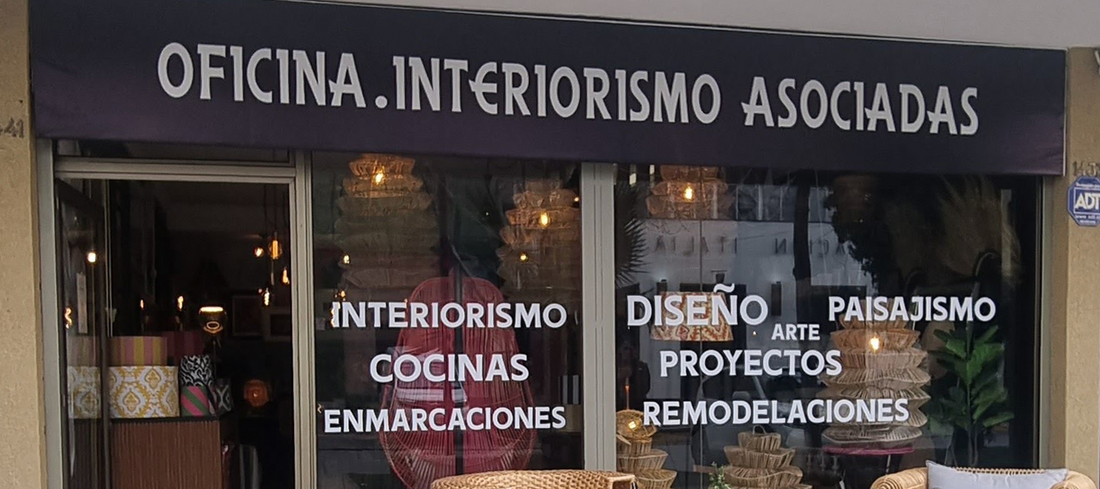 OFICINA.INTERIORISMO ASOCIADAS
INTERIORISMO
COCINAS
ENMARCACIONES
DISEÑO
PAISAJISMO
ARTE
PROYECTOS
REMODELACIONES
ADT